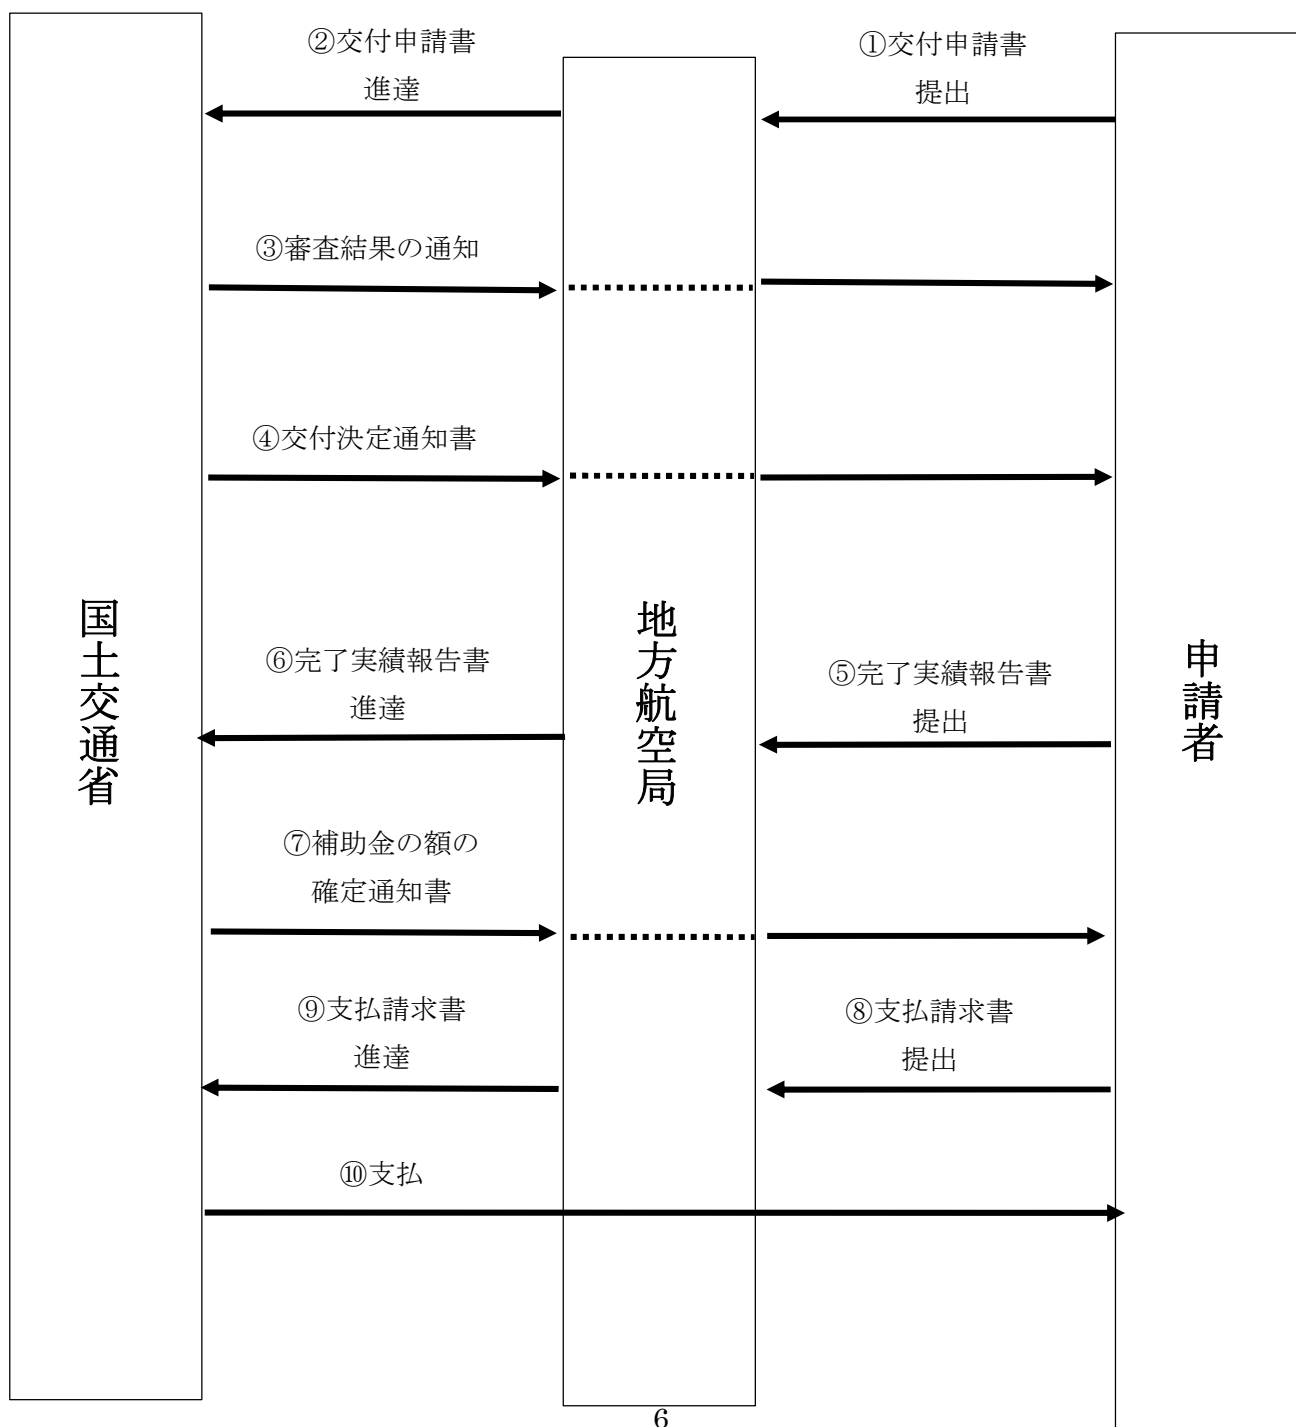 ②交付申請書
進達
①交付申請書
提出
③審査結果の通知
④交付決定通知書
国土交通省
地方航空局
申請者
⑥完了実績報告書
進達
⑤完了実績報告書
提出
⑦補助金の額の
確定通知書
⑨支払請求書
進達
⑧支払請求書
提出
⑩支払
6